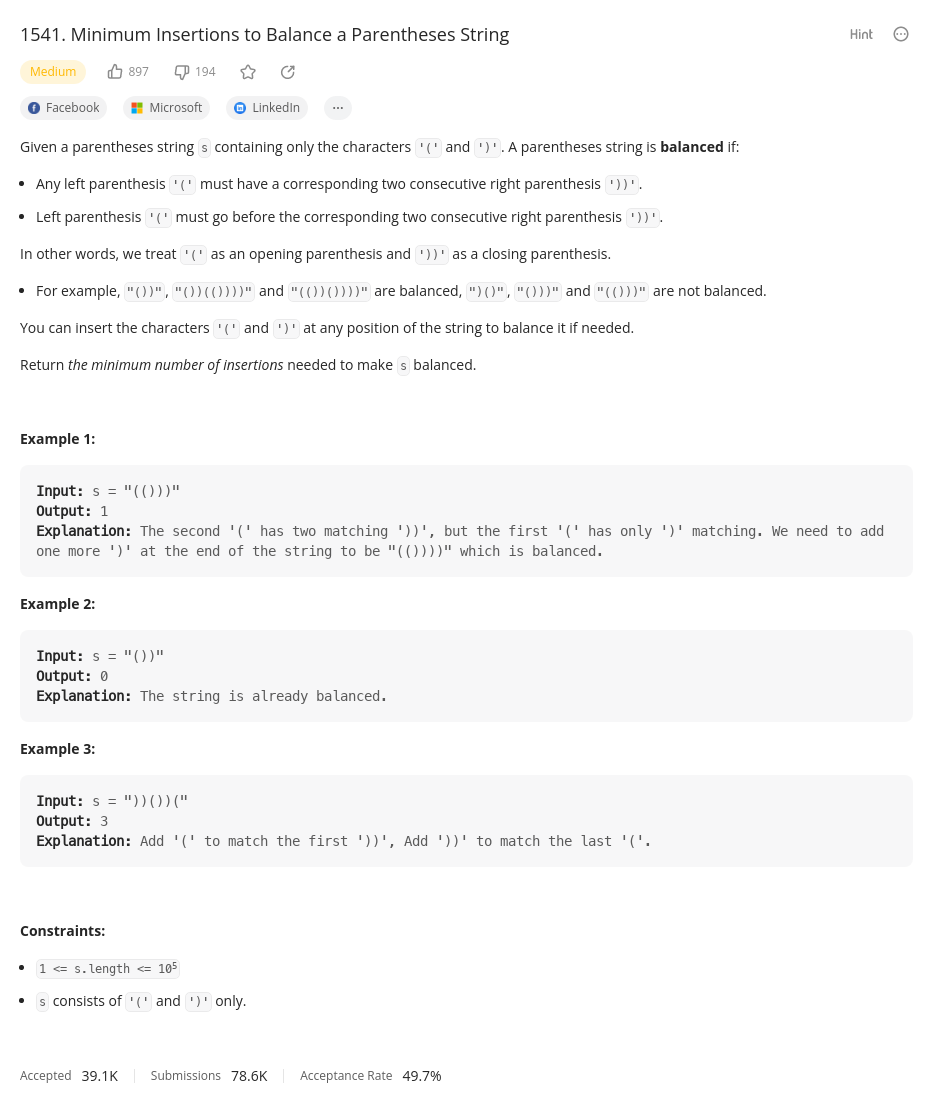 1541. Minimum Insertions to Balance a Parentheses String
Hint
Medium 897 194
Facebook Microsoft LinkedIn ...
Given a parentheses string s containing only the characters '(' and ')'. A parentheses string is balanced if:
• Any left parenthesis '(' must have a corresponding two consecutive right parenthesis '))'.
• Left parenthesis '(' must go before the corresponding two consecutive right parenthesis '))'.
In other words, we treat '(' as an opening parenthesis and '))' as a closing parenthesis.
• For example, "())", "())(())))" and "(())())))" are balanced, ")()", "()))" and "(()))" are not balanced.
You can insert the characters '(' and ')' at any position of the string to balance it if needed.
Return the minimum number of insertions needed to make s balanced.
Example 1:
Input: s = "(()))"
Output: 1
Explanation: The second '(' has two matching '))', but the first '(' has only ')' matching. We need to add
one more ')' at the end of the string to be "(())))" which is balanced.
Example 2:
Input: s = "())"
Output: 0
Explanation: The string is already balanced.
Example 3:
Input: s = "))())("
Output: 3
Explanation: Add '(' to match the first '))', Add '))' to match the last '('.
Constraints:
• 1 <= s.length <= 10⁵
• s consists of '(' and ')' only.
Accepted 39.1K Submissions 78.6K Acceptance Rate 49.7%